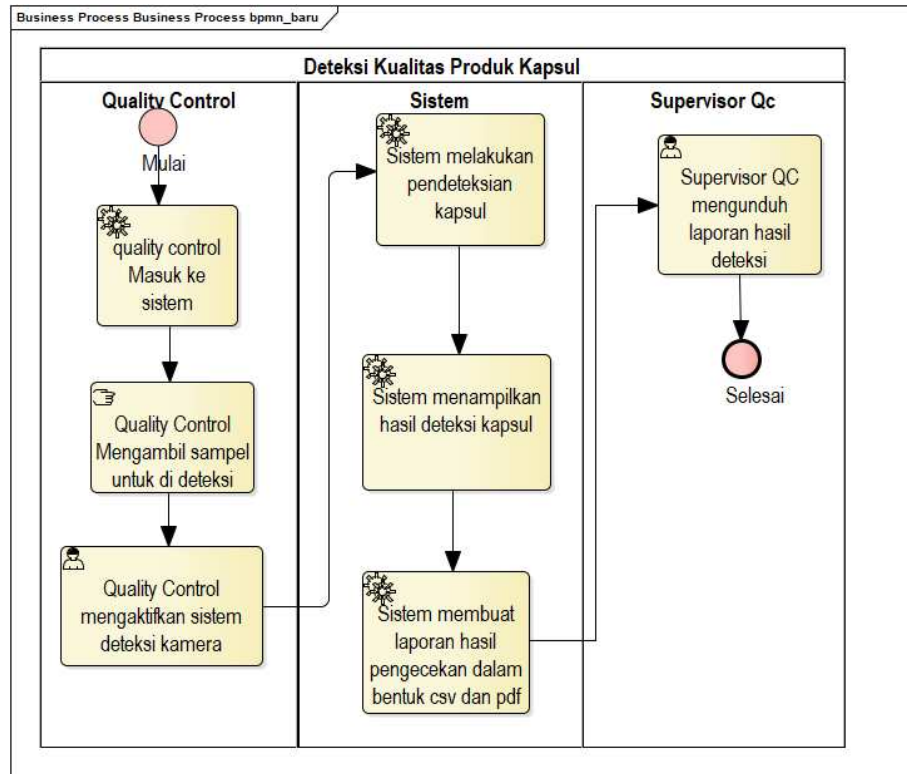 Business Process Business Process bpmn_baru
Deteksi Kualitas Produk Kapsul
Quality Control
Mulai
quality control
Masuk ke
sistem
Quality Control
Mengambil sampel
untuk di deteksi
Quality Control
mengaktifkan sistem
deteksi kamera
Sistem
Sistem melakukan
pendeteksian
kapsul
Sistem menampilkan
hasil deteksi kapsul
Sistem membuat
laporan hasil
pengecekan dalam
bentuk csv dan pdf
Supervisor Qc
Supervisor QC
mengunduh
laporan hasil
deteksi
Selesai